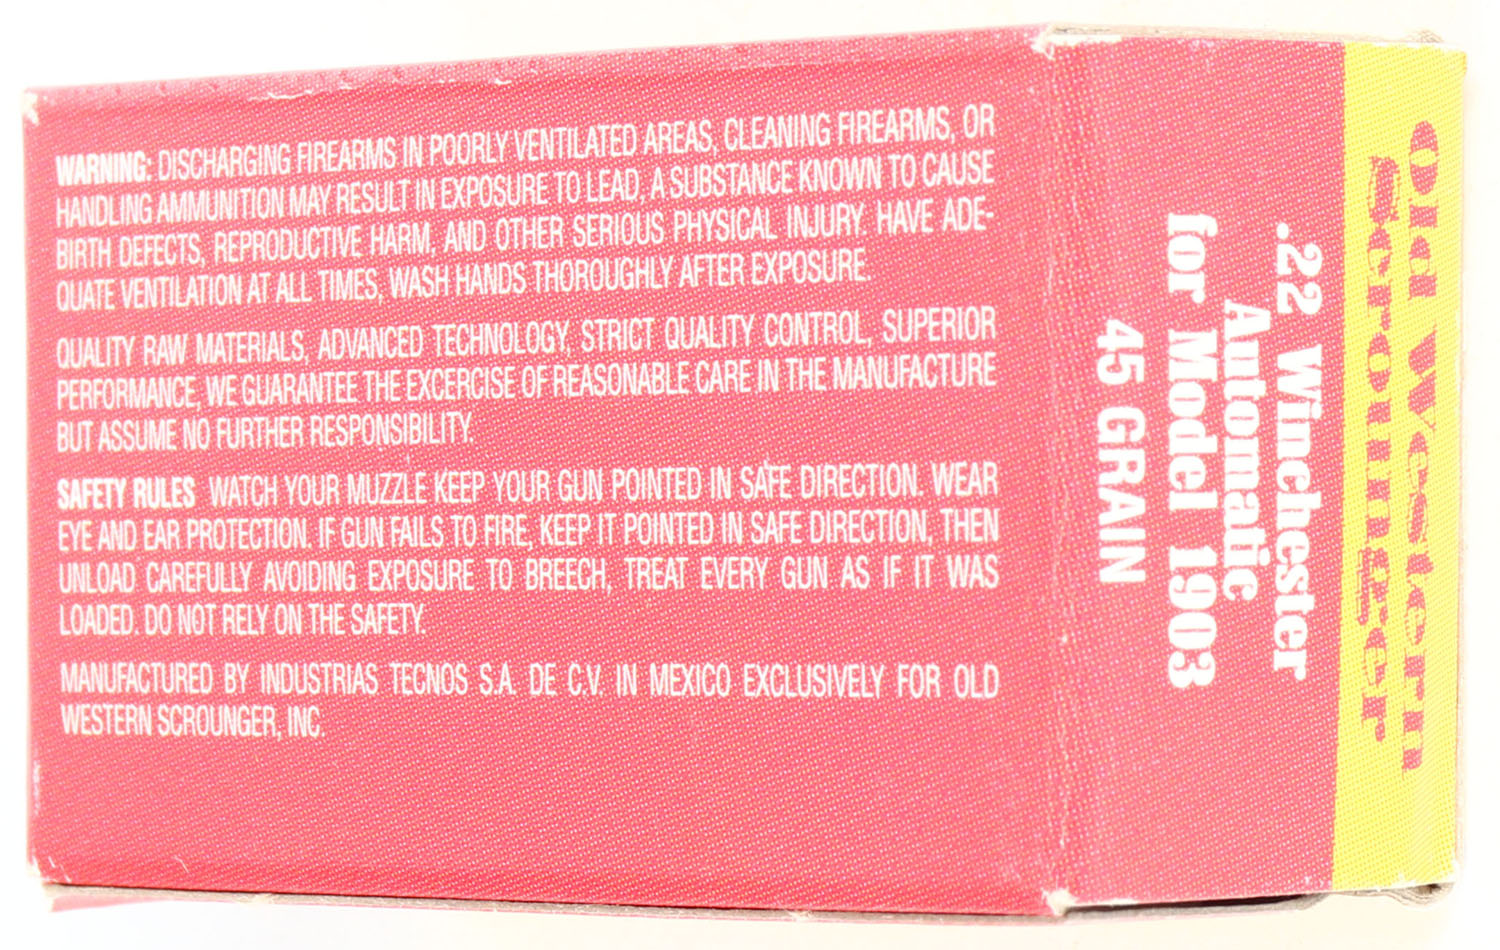 WARNING: DISCHARGING FIREARMS IN POORLY VENTILATED AREAS, CLEANING FIREARMS, OR
HANDLING AMMUNITION MAY RESULT IN EXPOSURE TO LEAD, A SUBSTANCE KNOWN TO CAUSE
BIRTH DEFECTS, REPRODUCTIVE HARM, AND OTHER SERIOUS PHYSICAL INJURY. HAVE ADE-
QUATE VENTILATION AT ALL TIMES, WASH HANDS THOROUGHLY AFTER EXPOSURE.
QUALITY RAW MATERIALS, ADVANCED TECHNOLOGY, STRICT QUALITY CONTROL, SUPERIOR
PERFORMANCE, WE GUARANTEE THE EXCERCISE OF REASONABLE CARE IN THE MANUFACTURE
BUT ASSUME NO FURTHER RESPONSIBILITY.
SAFETY RULES WATCH YOUR MUZZLE KEEP YOUR GUN POINTED IN SAFE DIRECTION. WEAR
EYE AND EAR PROTECTION. IF GUN FAILS TO FIRE, KEEP IT POINTED IN SAFE DIRECTION, THEN
UNLOAD CAREFULLY AVOIDING EXPOSURE TO BREECH, TREAT EVERY GUN AS IF IT WAS
LOADED. DO NOT RELY ON THE SAFETY.
MANUFACTURED BY INDUSTRIAS TECNOS S.A. DE C.V. IN MEXICO EXCLUSIVELY FOR OLD
WESTERN SCROUNGER, INC.
Old Western
Scrounger
.22 Winchester
Automatic
for Model 1903
45 GRAIN